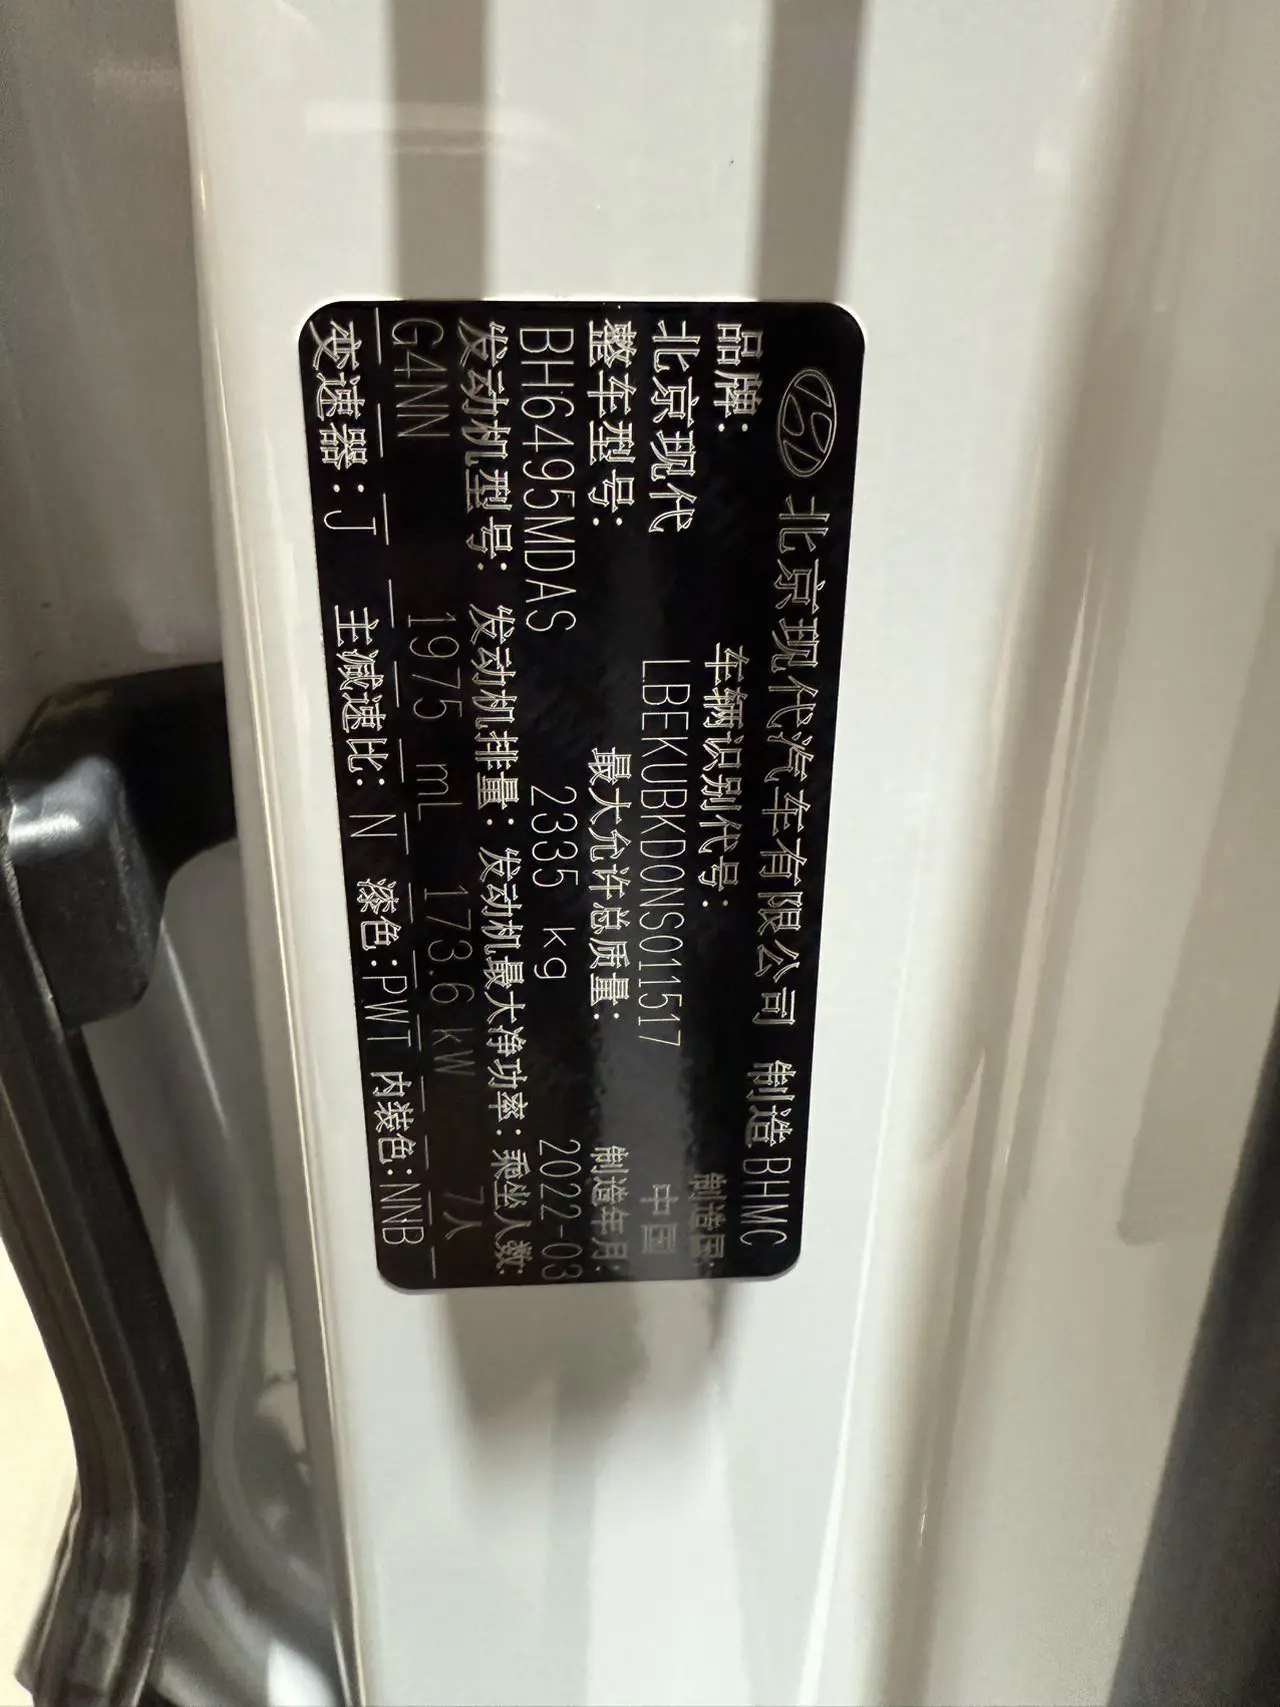 北京现代汽车有限公司 制造 BHMC
品牌: 车辆识别代号: 制造国:
北京现代 LBEKUBKD0NS011517 中国
整车型号: 最大允许总质量: 制造年月:
BH6495MDAS 2335 kg 2022-03
发动机型号: 发动机排量: 发动机最大净功率: 乘坐人数:
G4NN 1975 mL 173.6 kW 7人
变速器: J 主减速比: N 漆色: PWT 内装色: NNB